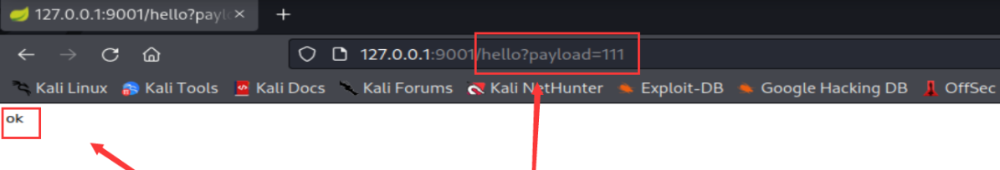 127.0.0.1:9001/hello?paylo
127.0.0.1:9001/hello?payload=111
Kali Linux Kali Tools Kali Docs Kali Forums Kali NetHunter Exploit-DB Google Hacking DB OffSec
ok